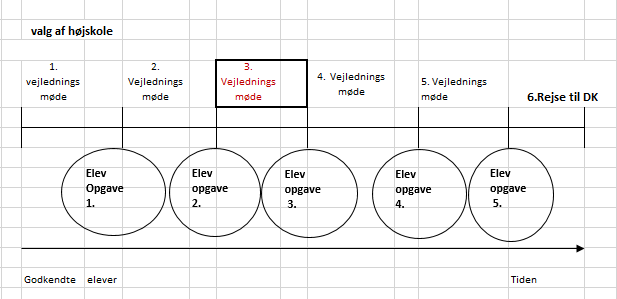 valg af højskole
1.
vejlednings
møde
2.
Vejlednings
møde
3.
Vejlednings
møde
4. Vejlednings
møde
5. Vejlednings
møde
6.Rejse til DK
Elev
Opgave
1.
Elev
opgave
2.
Elev
opgave
3.
Elev
opgave
4.
Elev
opgave
5.
Godkendte elever
Tiden